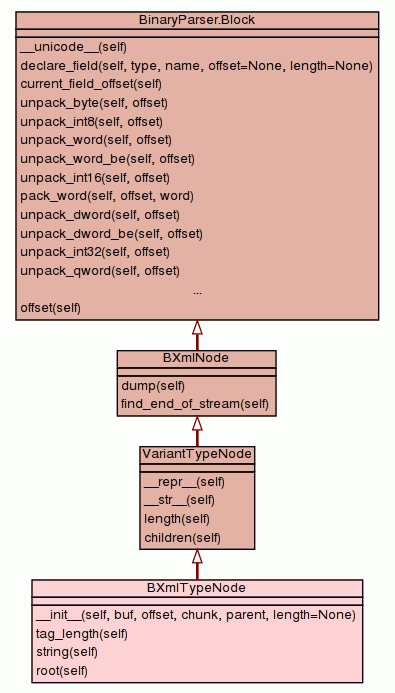 BinaryParser.Block
__unicode__(self)
declare_field(self, type, name, offset=None, length=None)
current_field_offset(self)
unpack_byte(self, offset)
unpack_int8(self, offset)
unpack_word(self, offset)
unpack_word_be(self, offset)
unpack_int16(self, offset)
pack_word(self, offset, word)
unpack_dword(self, offset)
unpack_dword_be(self, offset)
unpack_int32(self, offset)
unpack_qword(self, offset)
...
offset(self)
BXmlNode
dump(self)
find_end_of_stream(self)
VariantTypeNode
__repr__(self)
__str__(self)
length(self)
children(self)
BXmlTypeNode
__init__(self, buf, offset, chunk, parent, length=None)
tag_length(self)
string(self)
root(self)